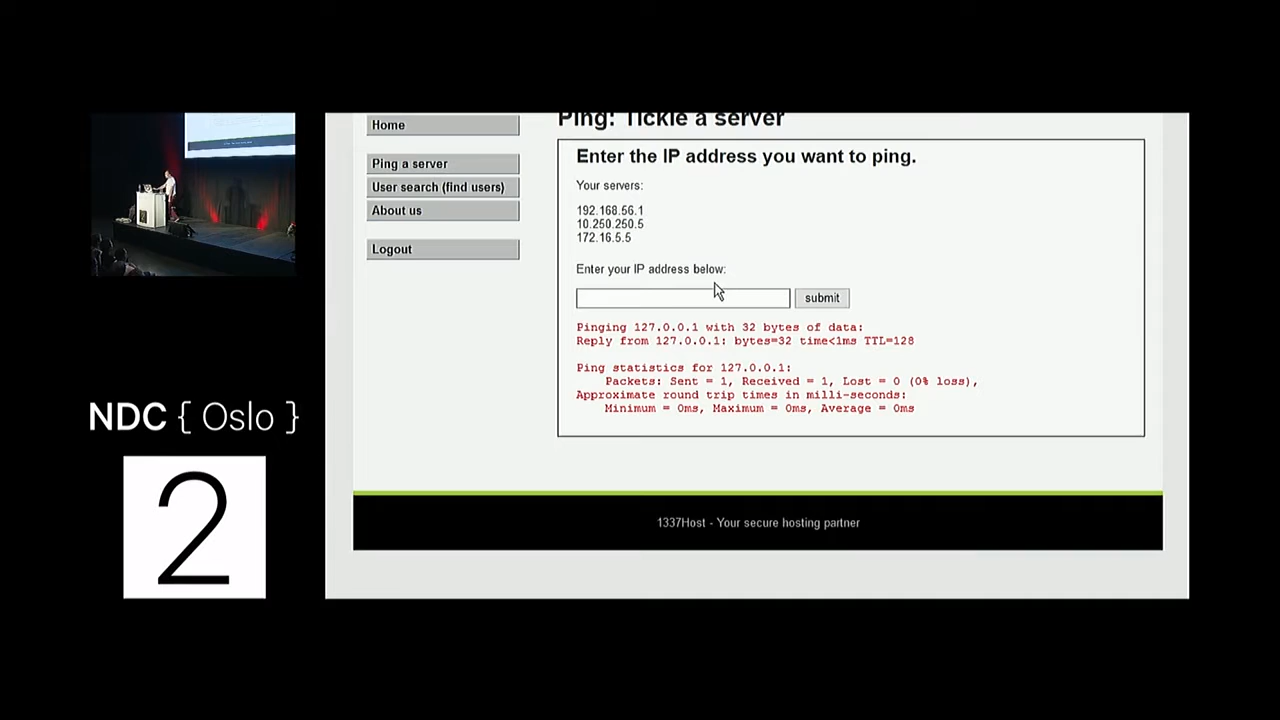 Home
Ping a server
User search (find users)
About us
Logout
Ping: Tickle a server
Enter the IP address you want to ping.
Your servers:
192.168.56.1
10.250.250.5
172.16.5.5
Enter your IP address below:
submit
Pinging 127.0.0.1 with 32 bytes of data:
Reply from 127.0.0.1: bytes=32 time<1ms TTL=128
Ping statistics for 127.0.0.1:
Packets: Sent = 1, Received = 1, Lost = 0 (0% loss),
Approximate round trip times in milli-seconds:
Minimum = 0ms, Maximum = 0ms, Average = 0ms
1337Host - Your secure hosting partner
NDC { Oslo }
2